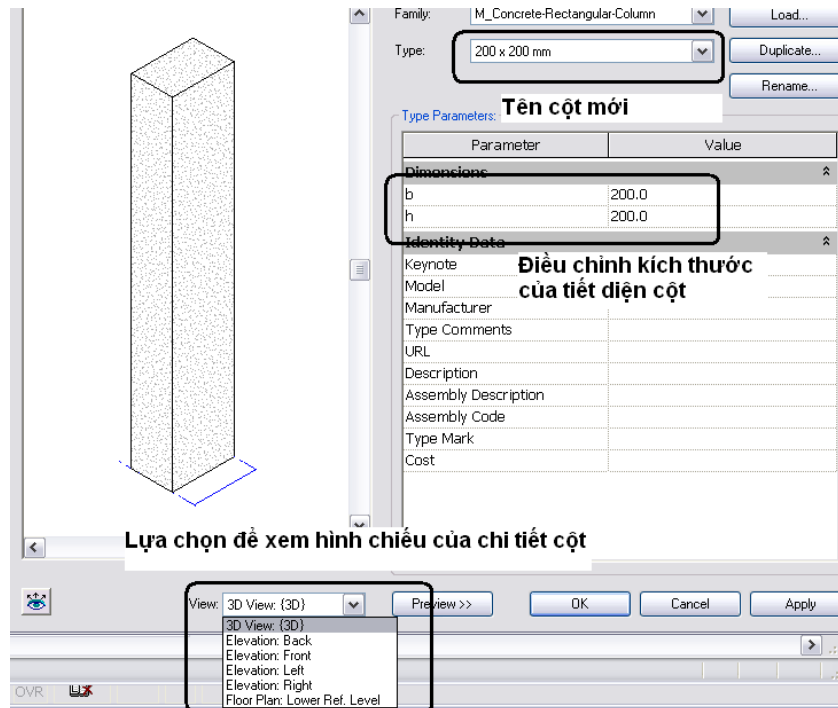 Family: M_Concrete-Rectangular-Column Load...
Type: 200 x 200 mm Duplicate...
Rename...
Tên cột mới
Type Parameters:
Parameter Value
Dimensions
b 200.0
h 200.0
Identity Data
Keynote
Điều chỉnh kích thước
của tiết diện cột
Model
Manufacturer
Type Comments
URL
Description
Assembly Description
Assembly Code
Type Mark
Cost
Lựa chọn để xem hình chiếu của chi tiết cột
View: 3D View: {3D} Preview >> OK Cancel Apply
3D View: {3D}
Elevation: Back
Elevation: Front
Elevation: Left
Elevation: Right
Floor Plan: Lower Ref. Level
OVR